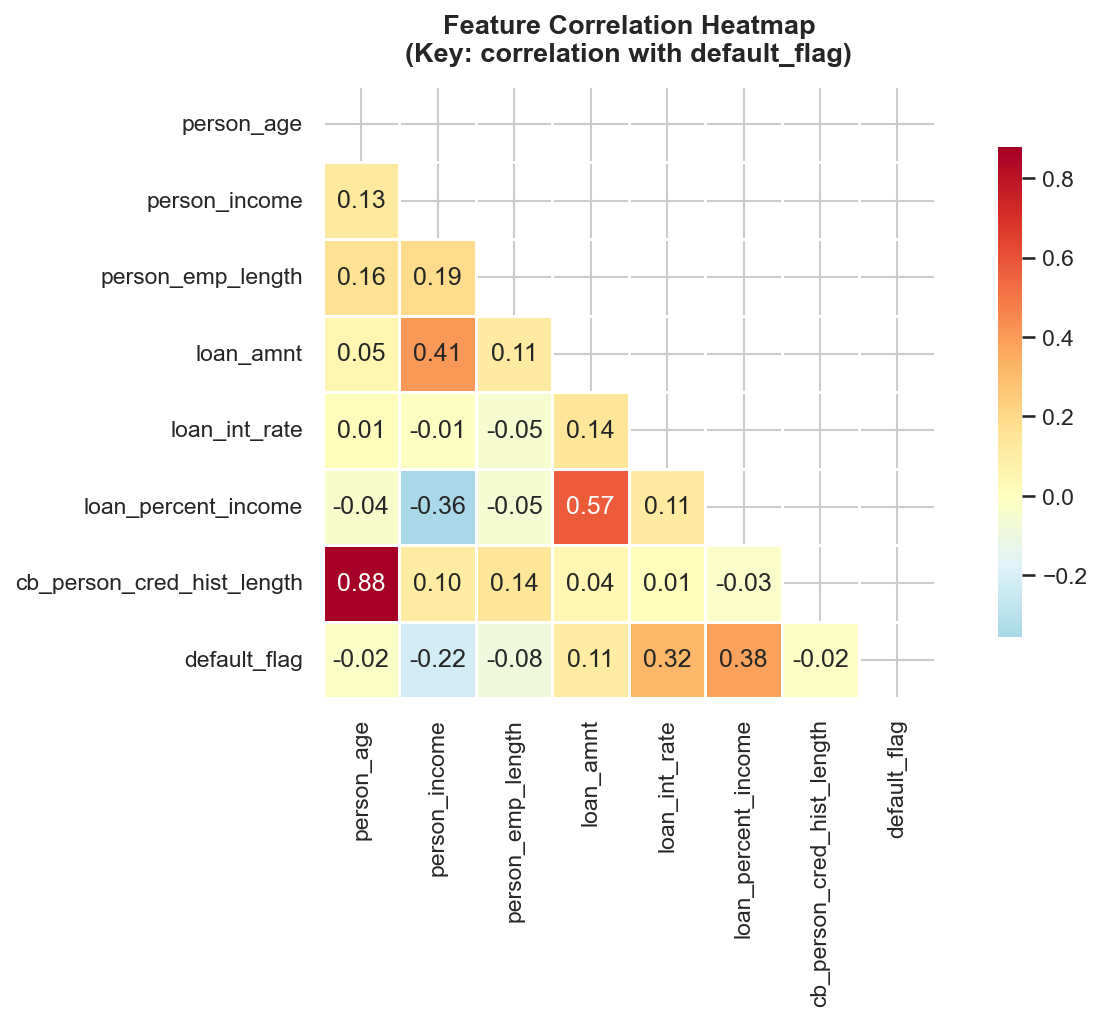 Feature Correlation Heatmap
(Key: correlation with default_flag)
person_age
person_income 0.13
person_emp_length 0.16 0.19
loan_amnt 0.05 0.41 0.11
loan_int_rate 0.01 -0.01 -0.05 0.14
loan_percent_income -0.04 -0.36 -0.05 0.57 0.11
cb_person_cred_hist_length 0.88 0.10 0.14 0.04 0.01 -0.03
default_flag -0.02 -0.22 -0.08 0.11 0.32 0.38 -0.02
person_age
person_income
person_emp_length
loan_amnt
loan_int_rate
loan_percent_income
cb_person_cred_hist_length
default_flag
0.8
0.6
0.4
0.2
0.0
−0.2